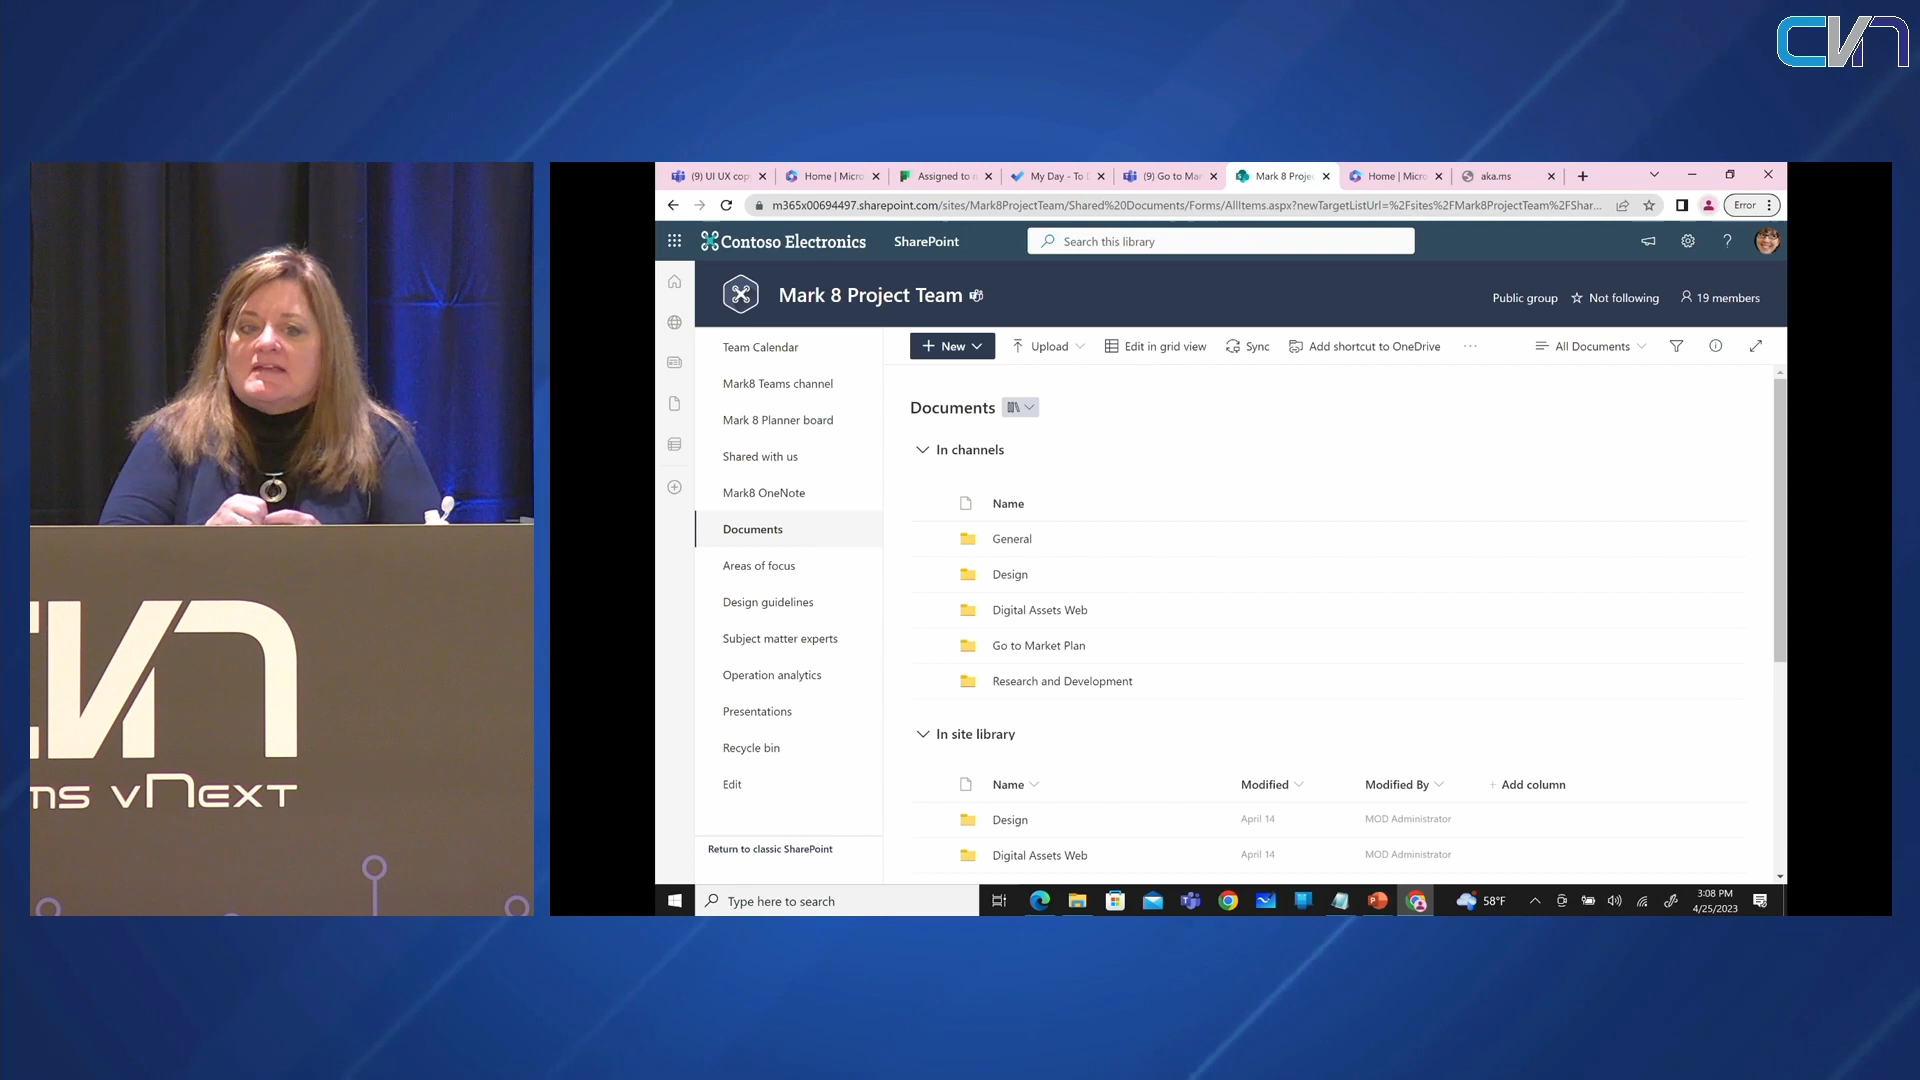 CVn
(9) UI UX cop
Home | Micro
Assigned to n
My Day - To D
(9) Go to Mar
Mark 8 Proje
Home | Micro
aka.ms
m365x00694497.sharepoint.com/sites/Mark8ProjectTeam/Shared%20Documents/Forms/AllItems.aspx?newTargetListUrl=%2Fsites%2FMark8ProjectTeam%2FShar...
Error
Contoso Electronics
SharePoint
Search this library
Mark 8 Project Team
Public group
Not following
19 members
Team Calendar
Mark8 Teams channel
Mark 8 Planner board
Shared with us
Mark8 OneNote
Documents
Areas of focus
Design guidelines
Subject matter experts
Operation analytics
Presentations
Recycle bin
Edit
Return to classic SharePoint
+ New
Upload
Edit in grid view
Sync
Add shortcut to OneDrive
...
All Documents
Documents
In channels
Name
General
Design
Digital Assets Web
Go to Market Plan
Research and Development
In site library
Name
Modified
Modified By
+ Add column
Design
April 14
MOD Administrator
Digital Assets Web
April 14
MOD Administrator
Type here to search
58°F
3:08 PM
4/25/2023
CVn
ms vNext